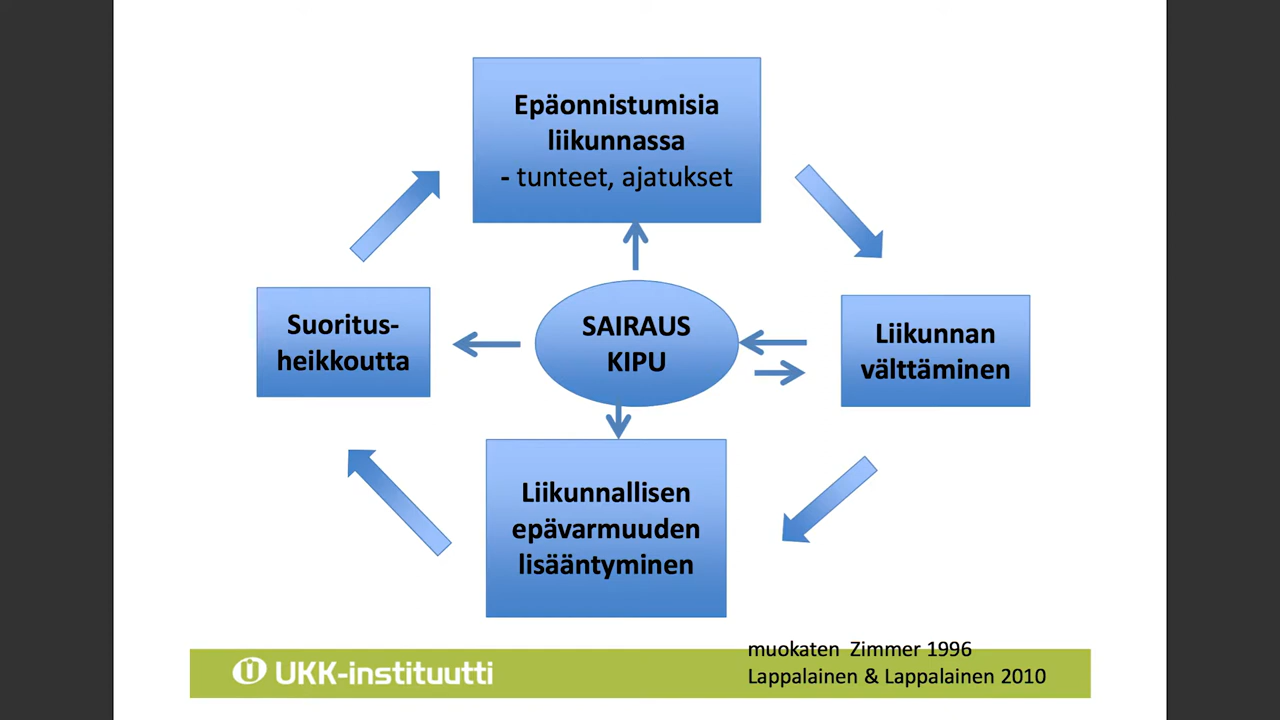 Epäonnistumisia
liikunnassa
- tunteet, ajatukset
Suoritus-
heikkoutta
SAIRAUS
KIPU
Liikunnan
välttäminen
Liikunnallisen
epävarmuuden
lisääntyminen
UKK-instituutti
muokaten Zimmer 1996
Lappalainen & Lappalainen 2010